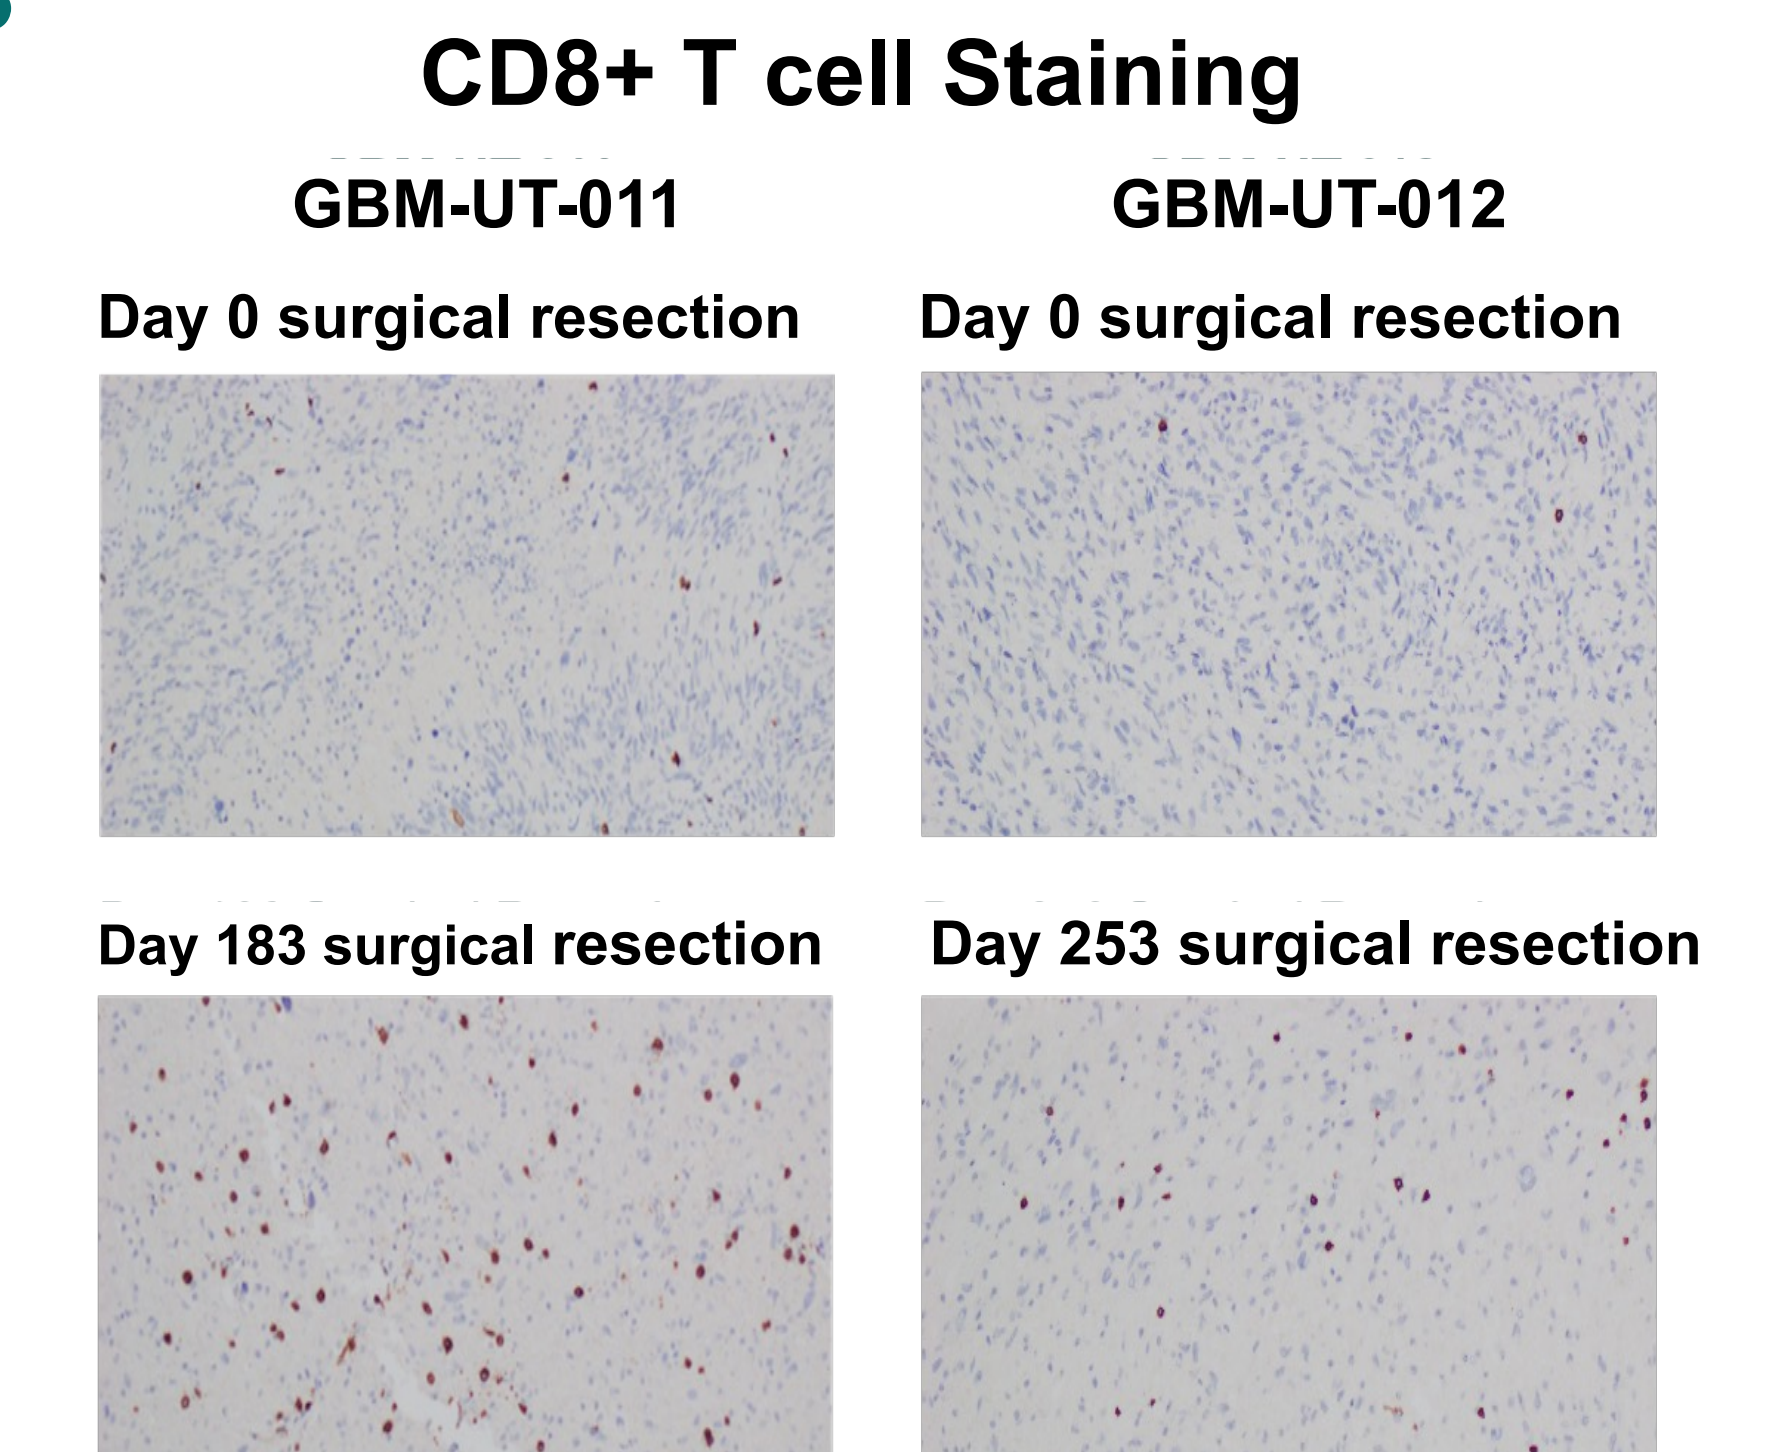 CD8+ T cell Staining
GBM-UT-011
GBM-UT-012
Day 0 surgical resection
Day 0 surgical resection
Day 183 surgical resection
Day 253 surgical resection